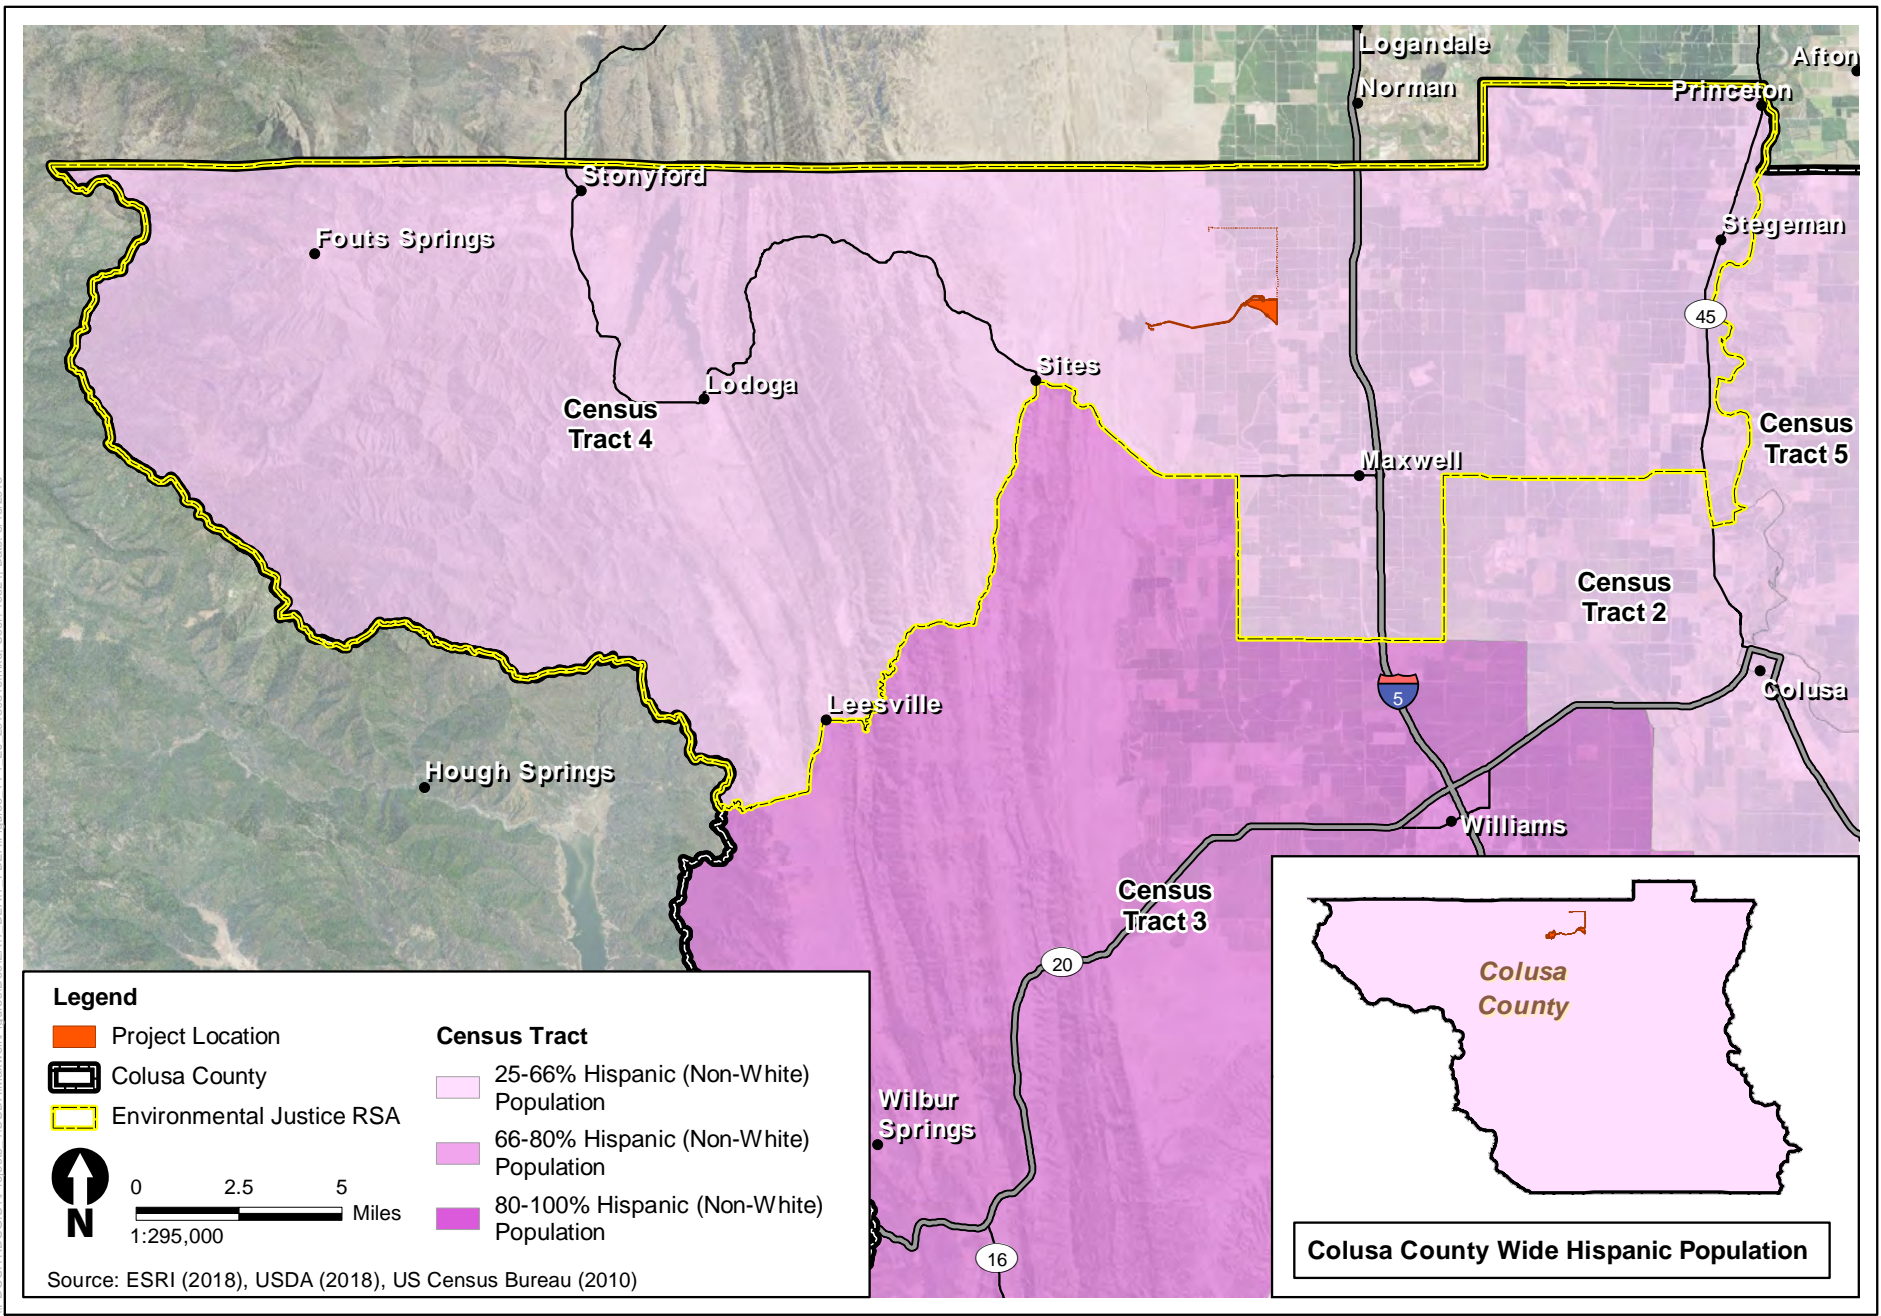 Logandale
Norman
Afton
Princeton
Stonyford
Fouts Springs
Stegeman
45
Sites
Lodoga
Census
Tract 4
Census
Tract 5
Maxwell
Census
Tract 2
Colusa
5
Leesville
Hough Springs
Williams
Census
Tract 3
20
Wilbur
Springs
16
Legend
Project Location
Colusa County
Environmental Justice RSA
N
0 2.5 5
Miles
1:295,000
Census Tract
25-66% Hispanic (Non-White)
Population
66-80% Hispanic (Non-White)
Population
80-100% Hispanic (Non-White)
Population
Source: ESRI (2018), USDA (2018), US Census Bureau (2010)
Colusa
County
Colusa County Wide Hispanic Population